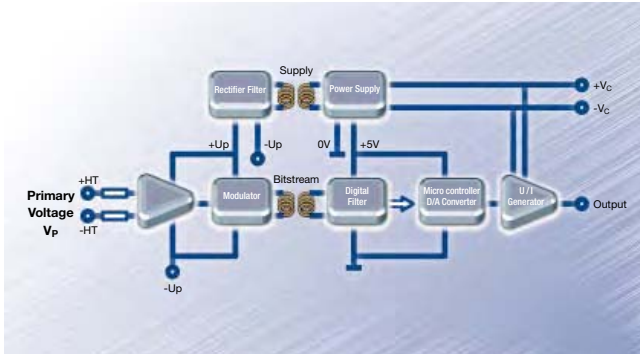 Supply
Rectifier Filter
Power Supply
+VC
-VC
+Up
-Up
0V
+5V
+HT
Bitstream
Primary
Voltage
VP
-HT
Modulator
Digital
Filter
Micro controller
D/A Converter
U / I
Generator
Output
-Up